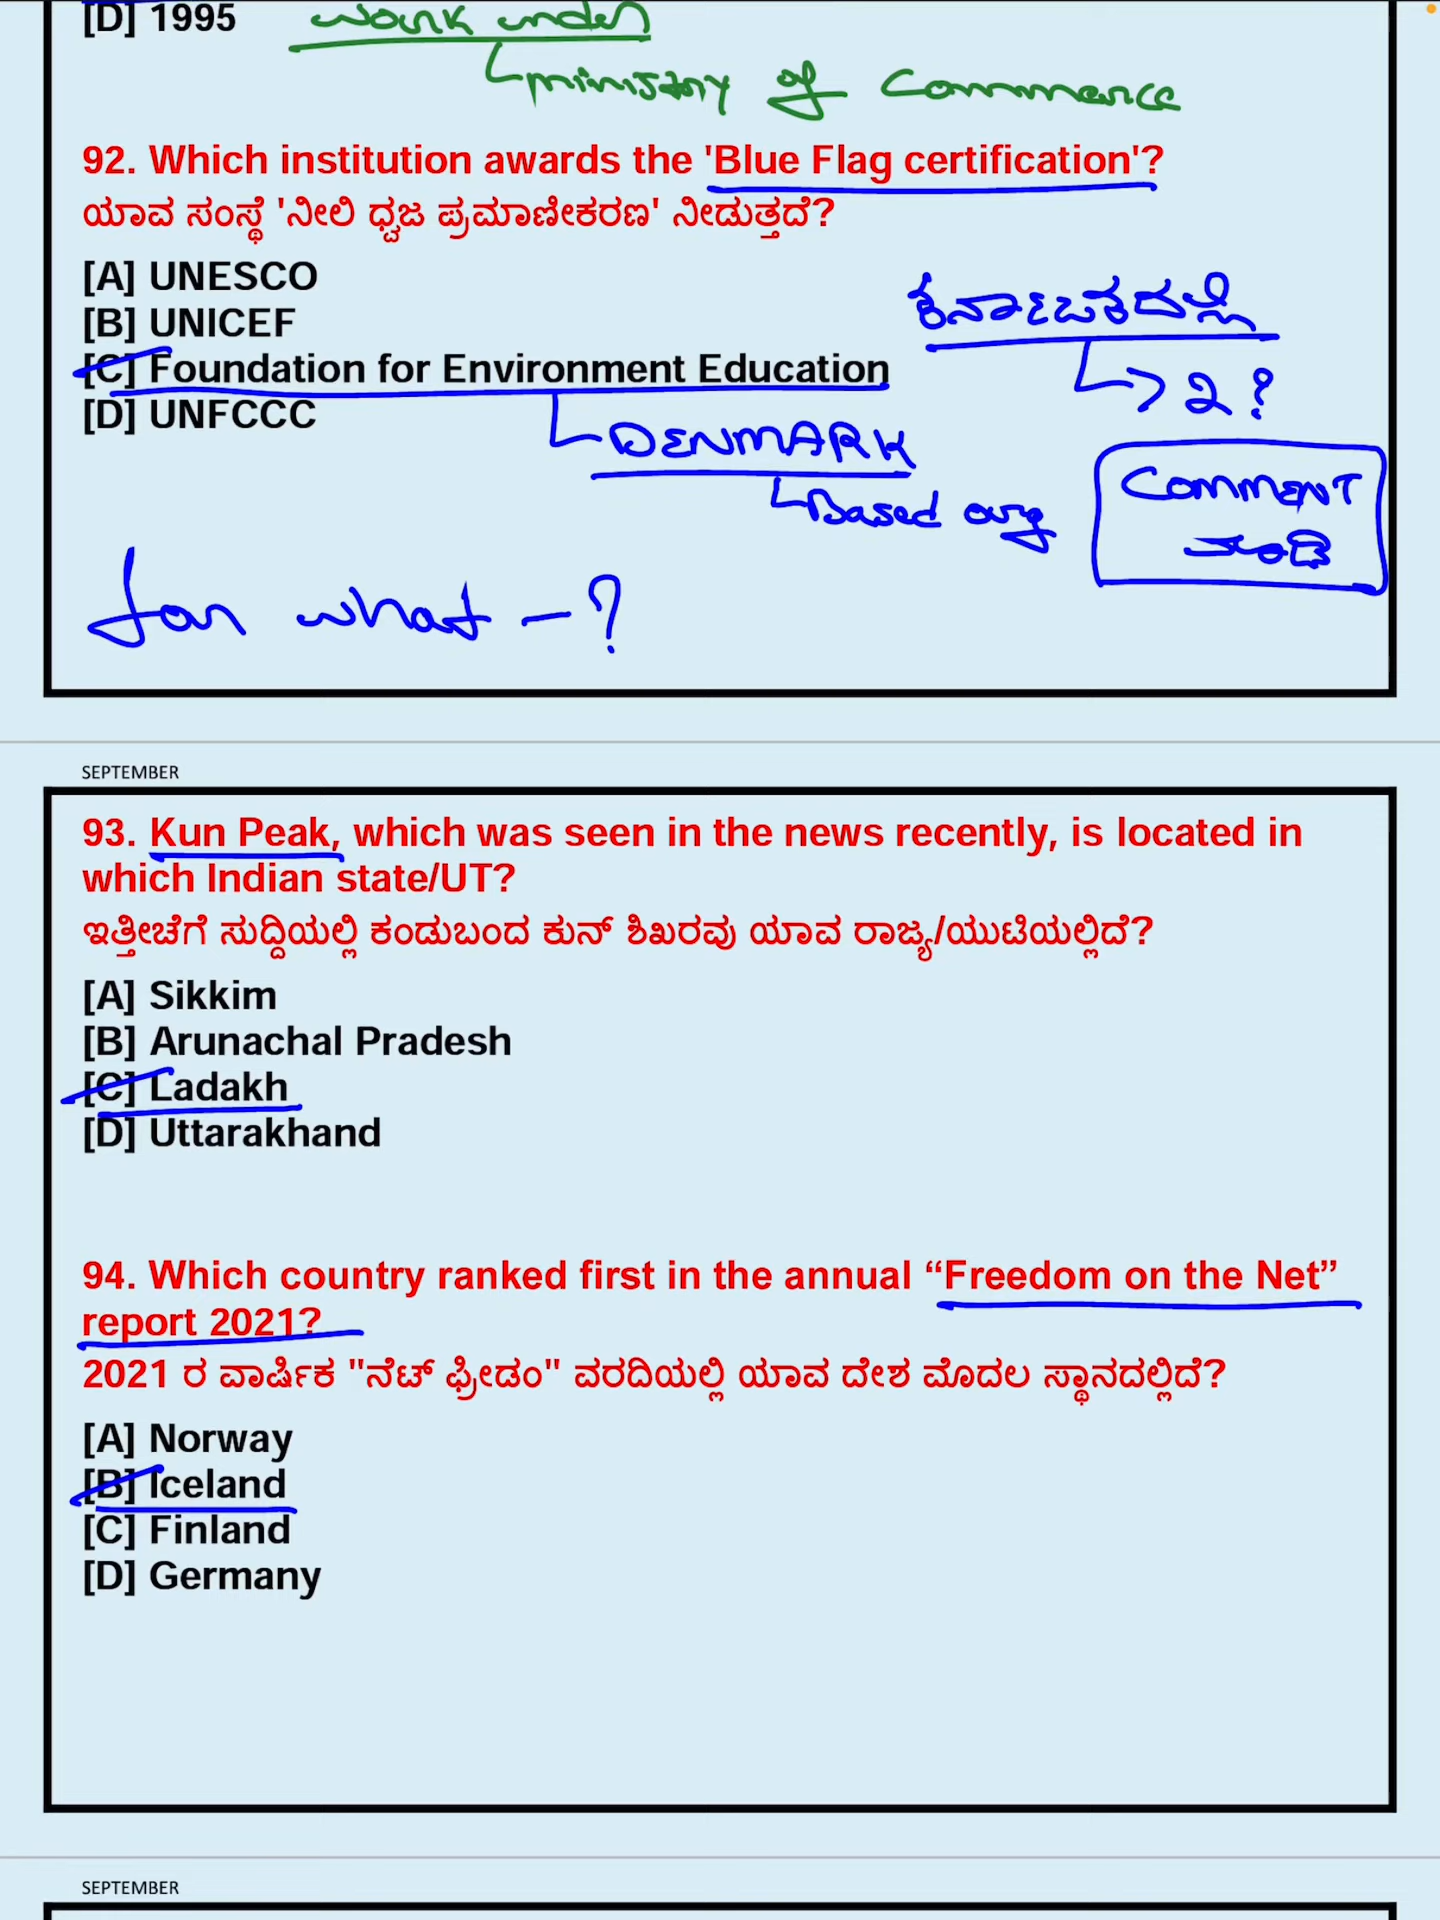 [D] 1995
work under
ministry of Commerce
92. Which institution awards the 'Blue Flag certification'?
ಯಾವ ಸಂಸ್ಥೆ 'ನೀಲಿ ಧ್ವಜ ಪ್ರಮಾಣೀಕರಣ' ನೀಡುತ್ತದೆ?
[A] UNESCO
[B] UNICEF
[C] Foundation for Environment Education
[D] UNFCCC
ಕರ್ನಾಟಕದಲ್ಲಿ
2 ?
DENMARK
Based org
COMMENT
ಮಾಡಿ
for what - ?
SEPTEMBER
93. Kun Peak, which was seen in the news recently, is located in
which Indian state/UT?
ಇತ್ತೀಚೆಗೆ ಸುದ್ದಿಯಲ್ಲಿ ಕಂಡುಬಂದ ಕುನ್ ಶಿಖರವು ಯಾವ ರಾಜ್ಯ/ಯುಟಿಯಲ್ಲಿದೆ?
[A] Sikkim
[B] Arunachal Pradesh
[C] Ladakh
[D] Uttarakhand
94. Which country ranked first in the annual “Freedom on the Net”
report 2021?
2021 ರ ವಾರ್ಷಿಕ "ನೆಟ್ ಫ್ರೀಡಂ" ವರದಿಯಲ್ಲಿ ಯಾವ ದೇಶ ಮೊದಲ ಸ್ಥಾನದಲ್ಲಿದೆ?
[A] Norway
[B] Iceland
[C] Finland
[D] Germany
SEPTEMBER